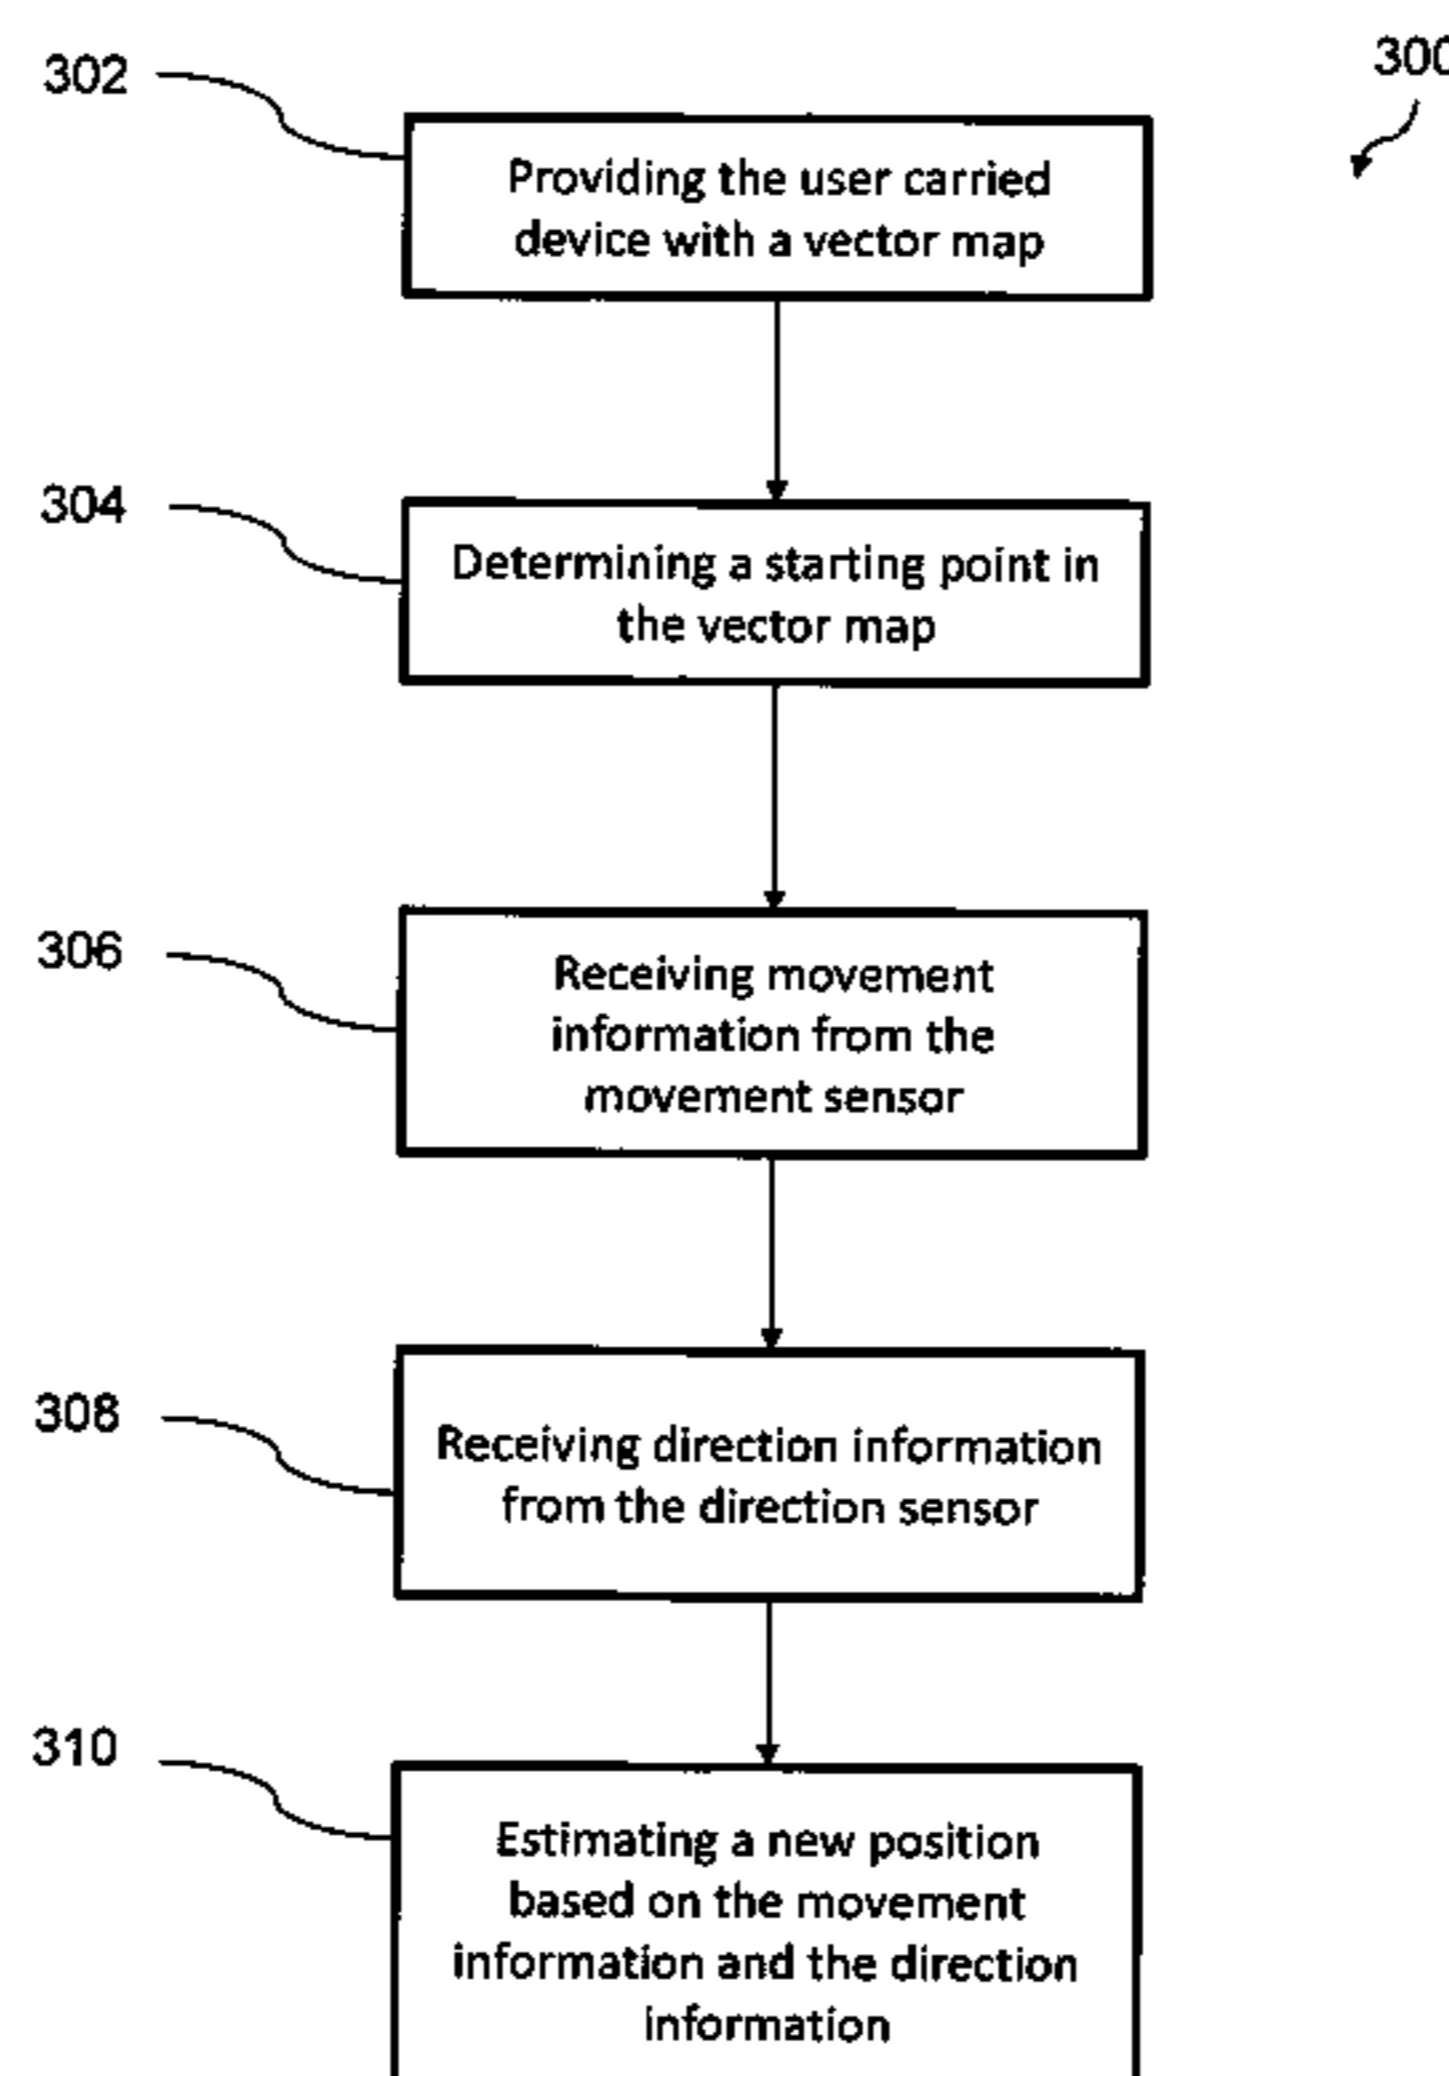 302
300
Providing the user carried
device with a vector map
304
Determining a starting point in
the vector map
306
Receiving movement
information from the
movement sensor
308
Receiving direction information
from the direction sensor
310
Estimating a new position
based on the movement
information and the direction
information